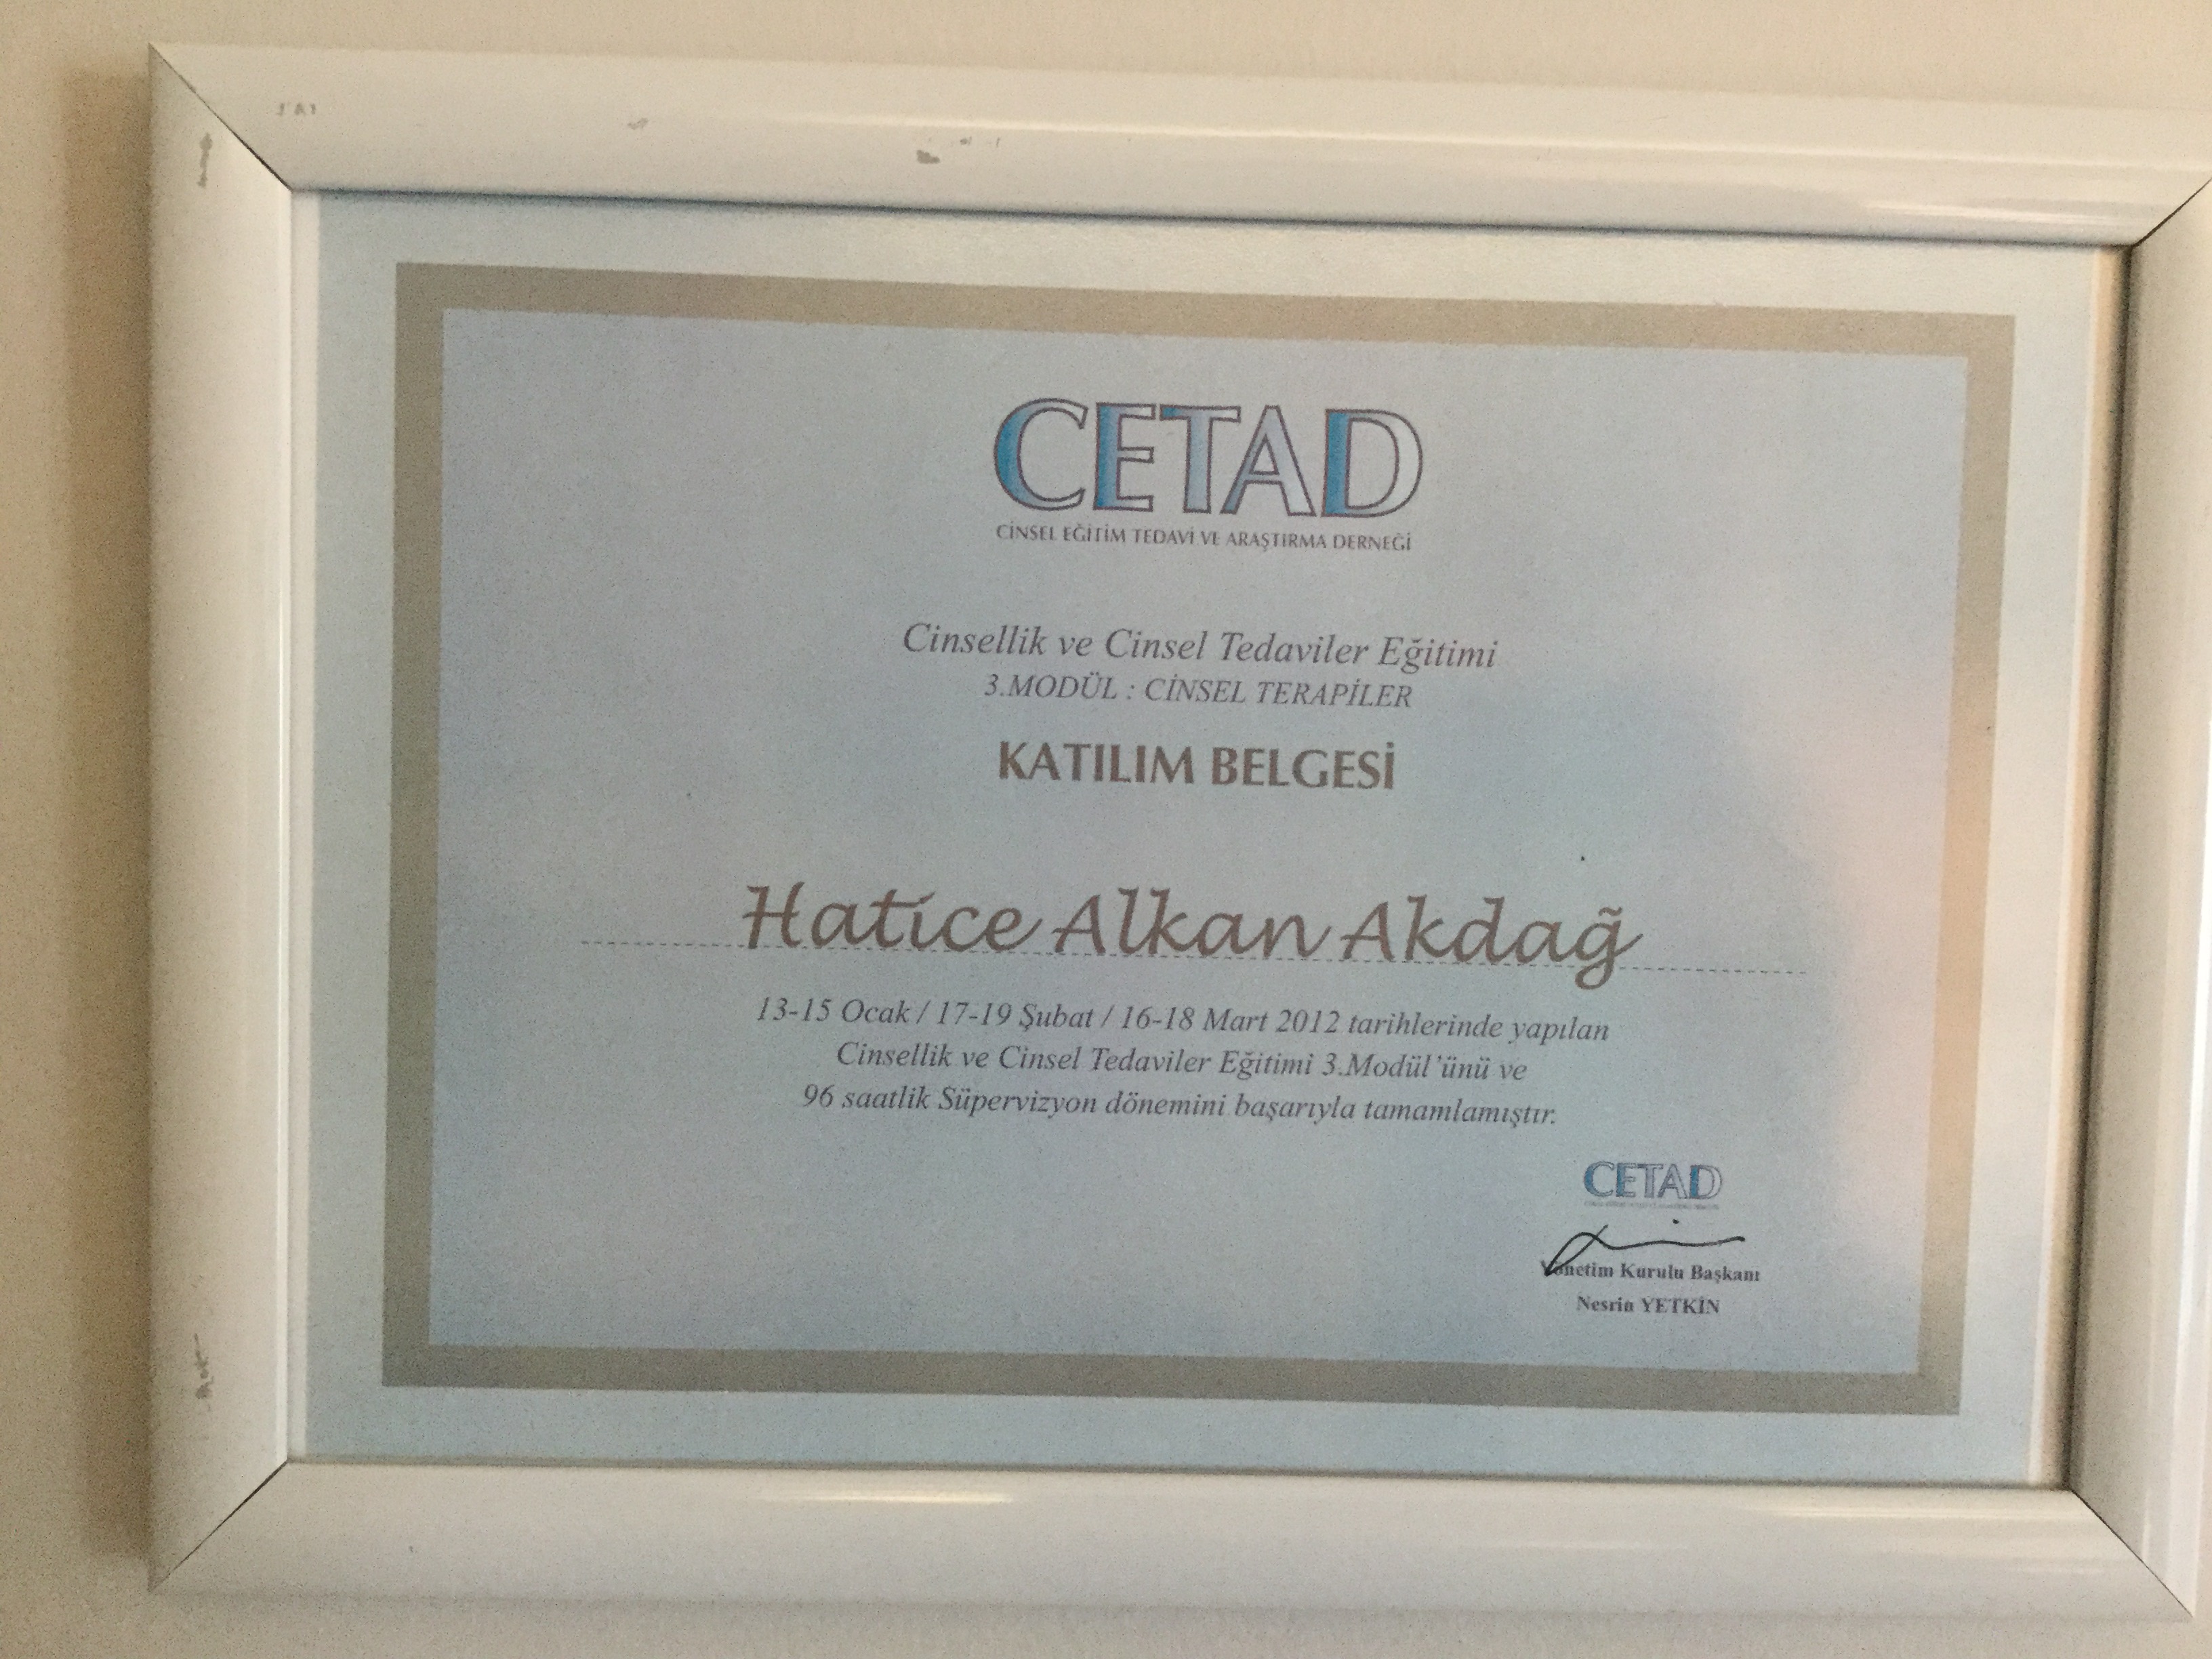 CETAD
CİNSEL EĞİTİM TEDAVİ VE ARAŞTIRMA DERNEĞİ
Cinsellik ve Cinsel Tedaviler Eğitimi
3.MODÜL : CİNSEL TERAPİLER
KATILIM BELGESİ
Hatice Alkan Akdağ
13-15 Ocak / 17-19 Şubat / 16-18 Mart 2012 tarihlerinde yapılan
Cinsellik ve Cinsel Tedaviler Eğitimi 3.Modül'ünü ve
96 saatlik Süpervizyon dönemini başarıyla tamamlamıştır.
CETAD
Yönetim Kurulu Başkanı
Nesrin YETKİN